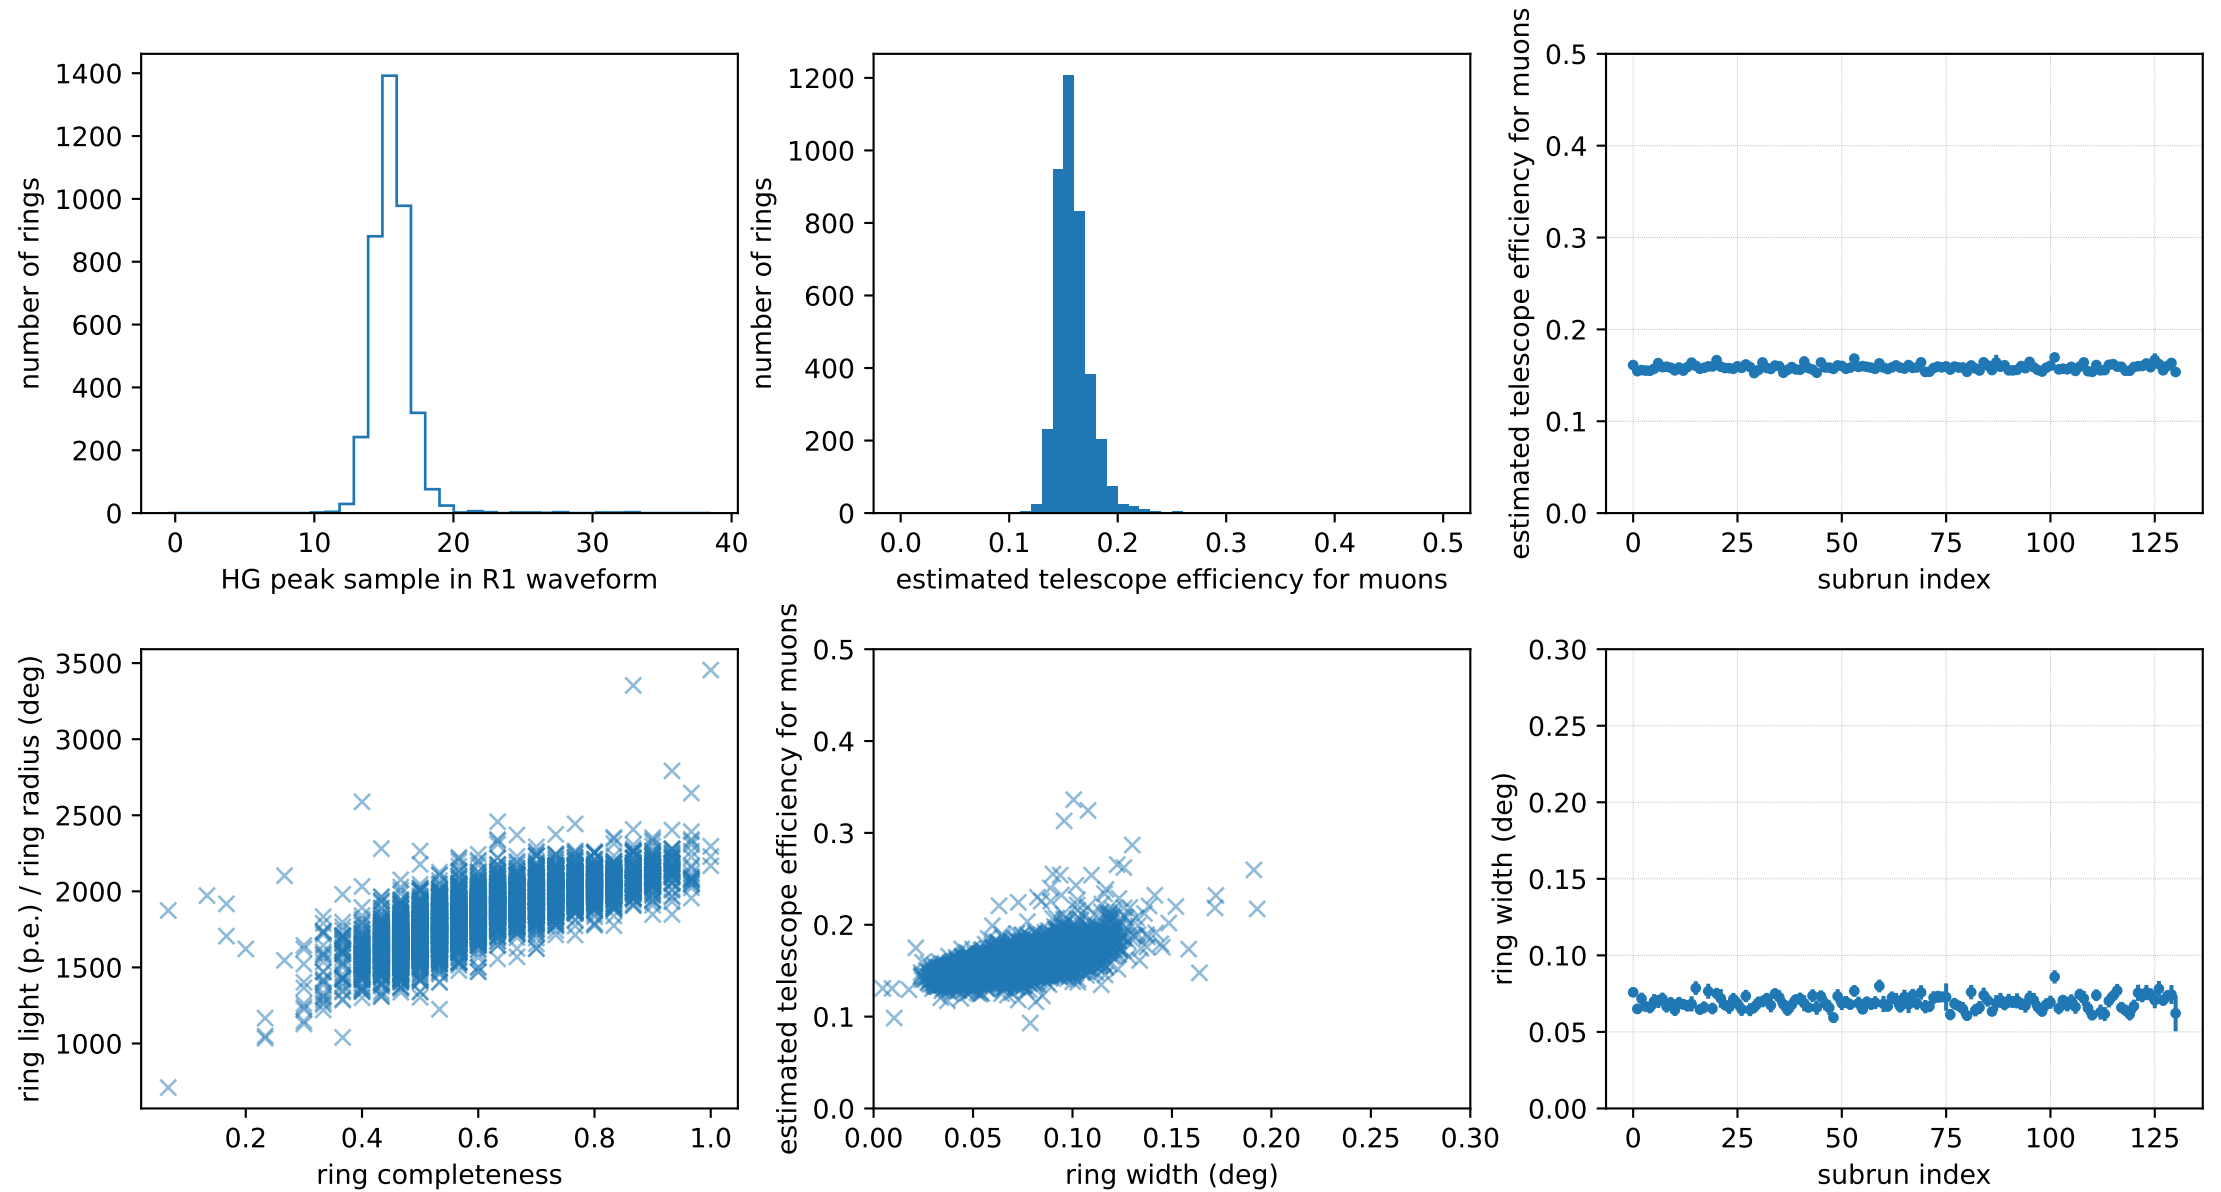 1400
1200
1000
800
600
400
200
0
number of rings
0 10 20 30 40
HG peak sample in R1 waveform
1200
1000
800
600
400
200
0
number of rings
0.0 0.1 0.2 0.3 0.4 0.5
estimated telescope efficiency for muons
0.5
0.4
0.3
0.2
0.1
0.0
estimated telescope efficiency for muons
0 25 50 75 100 125
subrun index
3500
3000
2500
2000
1500
1000
ring light (p.e.) / ring radius (deg)
0.2 0.4 0.6 0.8 1.0
ring completeness
0.5
0.4
0.3
0.2
0.1
0.0
estimated telescope efficiency for muons
0.00 0.05 0.10 0.15 0.20 0.25 0.30
ring width (deg)
0.30
0.25
0.20
0.15
0.10
0.05
0.00
ring width (deg)
0 25 50 75 100 125
subrun index